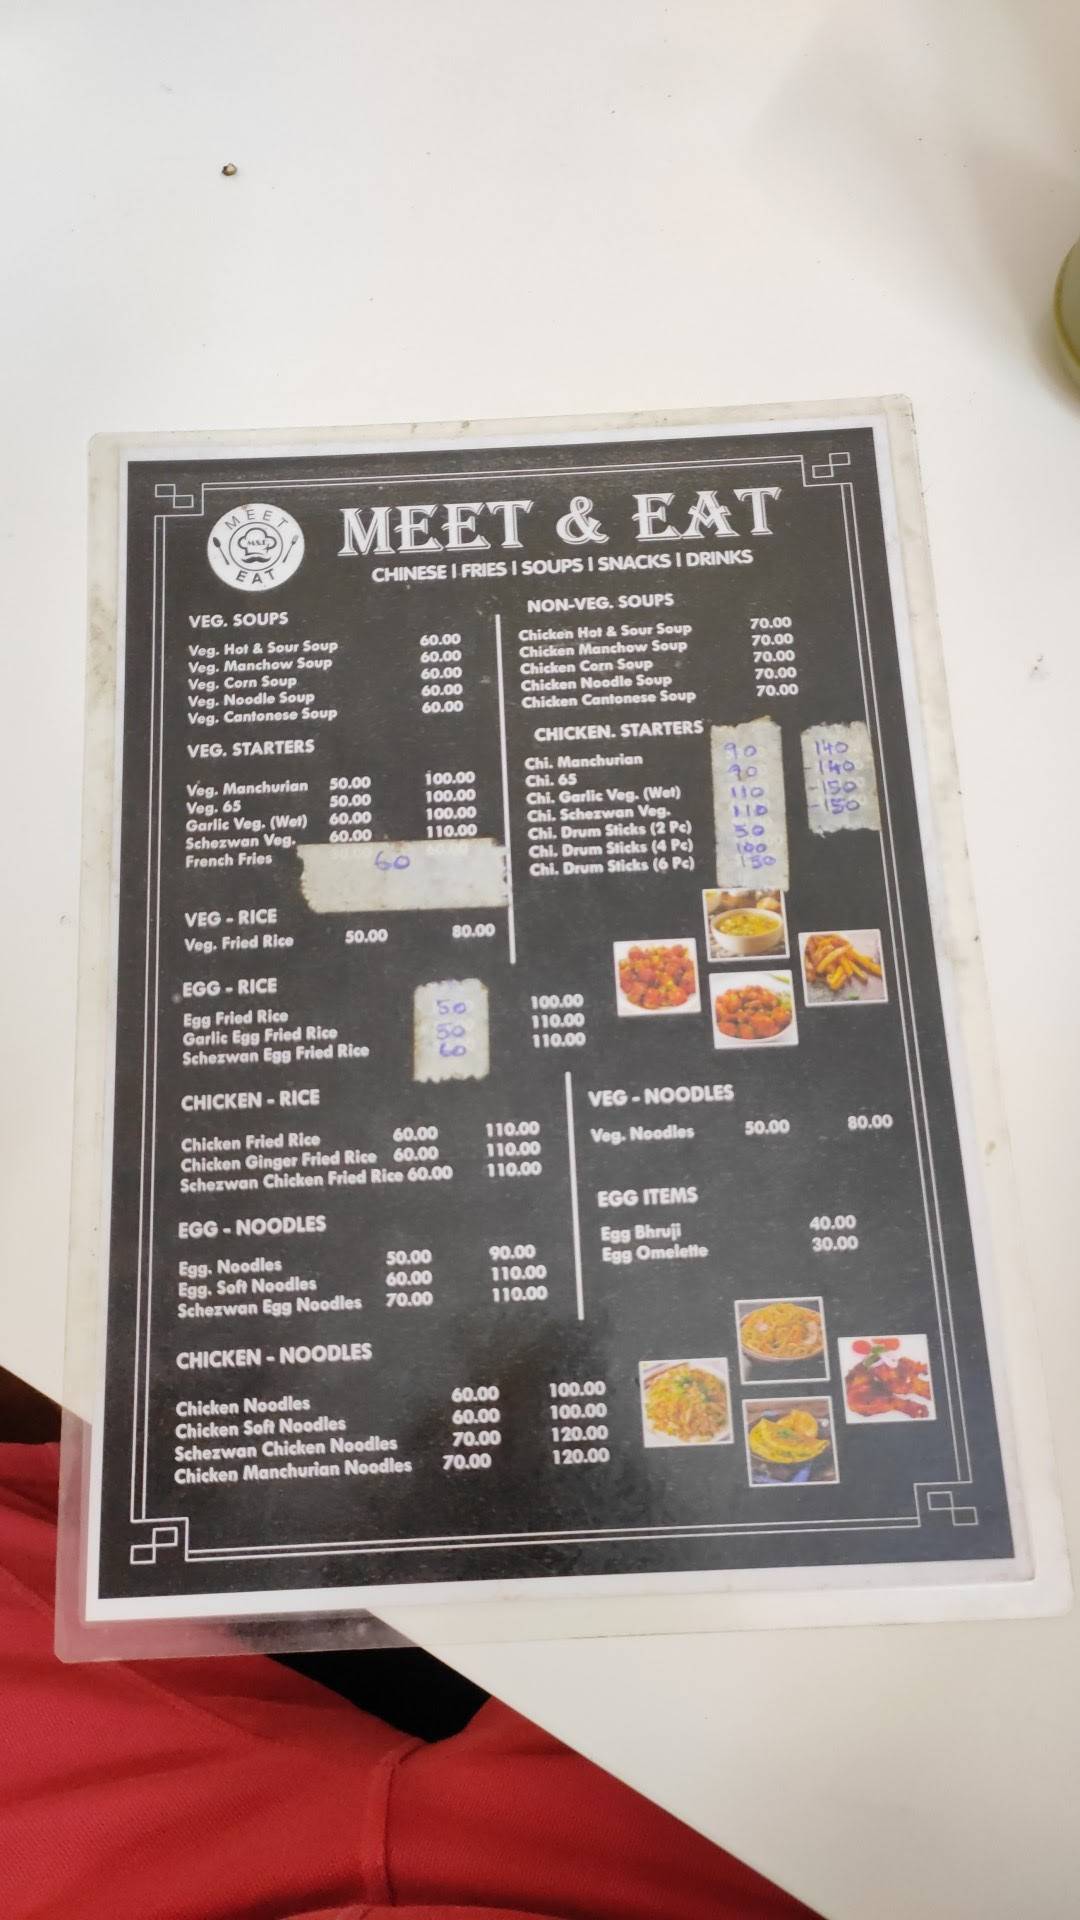 MEET
M&E
EAT
MEET & EAT
CHINESE | FRIES | SOUPS | SNACKS | DRINKS
VEG. SOUPS
Veg. Hot & Sour Soup 60.00
Veg. Manchow Soup 60.00
Veg. Corn Soup 60.00
Veg. Noodle Soup 60.00
Veg. Cantonese Soup 60.00
VEG. STARTERS
Veg. Manchurian 50.00 100.00
Veg. 65 50.00 100.00
Garlic Veg. (Wet) 60.00 100.00
Schezwan Veg. 60.00 110.00
French Fries 60
VEG - RICE
Veg. Fried Rice 50.00 80.00
EGG - RICE
Egg Fried Rice 50 100.00
Garlic Egg Fried Rice 50 110.00
Schezwan Egg Fried Rice 60 110.00
CHICKEN - RICE
Chicken Fried Rice 60.00 110.00
Chicken Ginger Fried Rice 60.00 110.00
Schezwan Chicken Fried Rice 60.00 110.00
EGG - NOODLES
Egg. Noodles 50.00 90.00
Egg. Soft Noodles 60.00 110.00
Schezwan Egg Noodles 70.00 110.00
CHICKEN - NOODLES
Chicken Noodles 60.00 100.00
Chicken Soft Noodles 60.00 100.00
Schezwan Chicken Noodles 70.00 120.00
Chicken Manchurian Noodles 70.00 120.00
NON-VEG. SOUPS
Chicken Hot & Sour Soup 70.00
Chicken Manchow Soup 70.00
Chicken Corn Soup 70.00
Chicken Noodle Soup 70.00
Chicken Cantonese Soup 70.00
CHICKEN. STARTERS
Chi. Manchurian 90 140
Chi. 65 90 -140
Chi. Garlic Veg. (Wet) 110 -150
Chi. Schezwan Veg. 110 -150
Chi. Drum Sticks (2 Pc) 50
Chi. Drum Sticks (4 Pc) 100
Chi. Drum Sticks (6 Pc) 150
VEG - NOODLES
Veg. Noodles 50.00 80.00
EGG ITEMS
Egg Bhruji 40.00
Egg Omelette 30.00